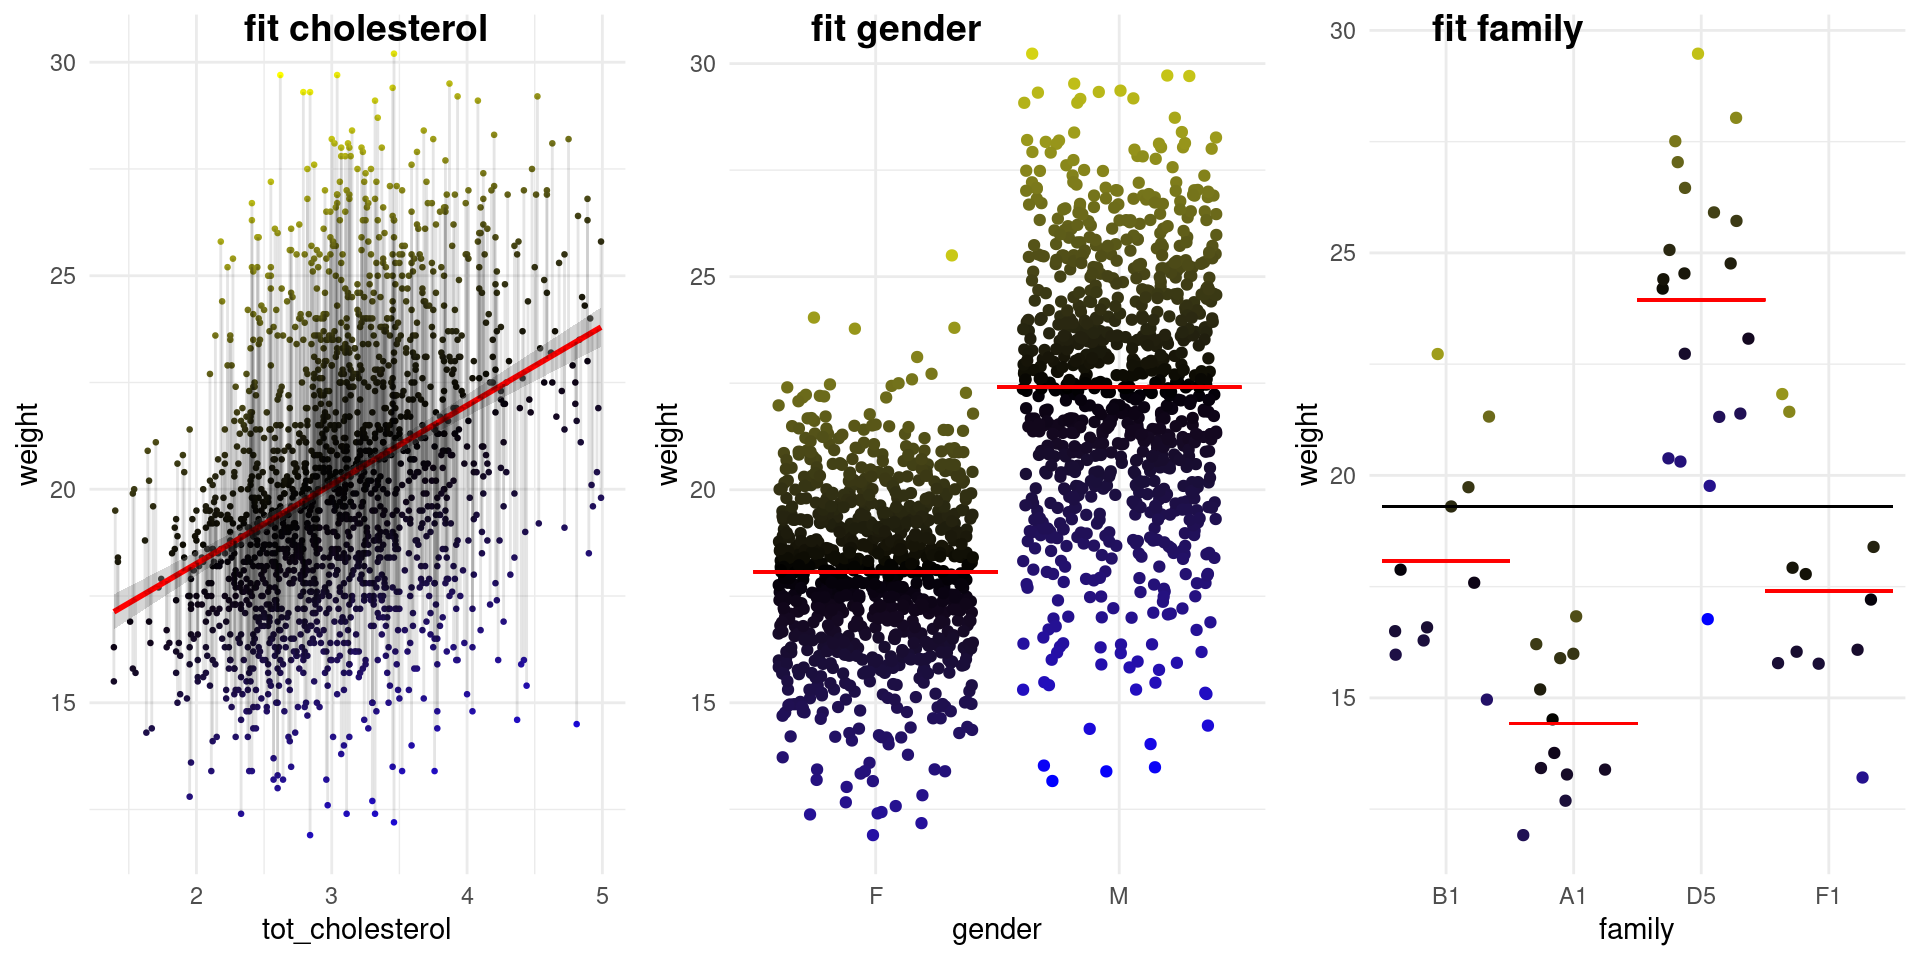 fit cholesterol
30
25
20
15
weight
2 3 4 5
tot_cholesterol
fit gender
30
25
20
15
weight
F M
gender
fit family
30
25
20
15
weight
B1 A1 D5 F1
family